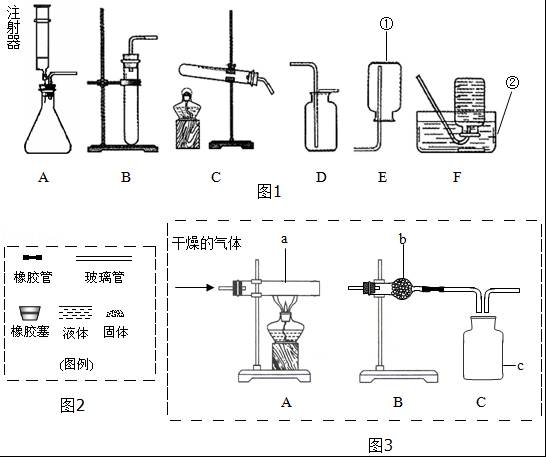 注射器
①
②
A B C D E F
图1
橡胶管 玻璃管
橡胶塞 液体 固体
(图例)
图2
干燥的气体
a
b
c
A B C
图3